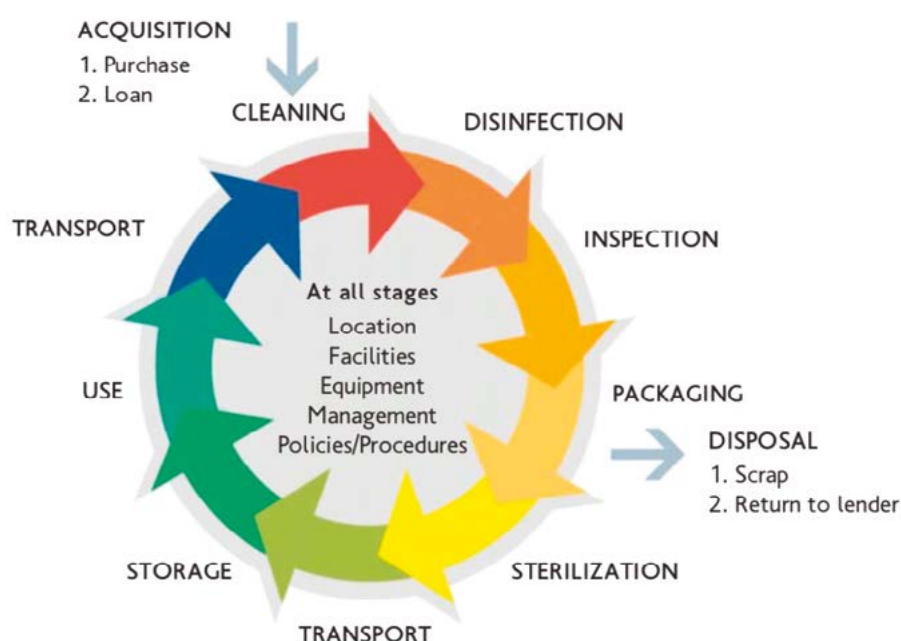 ACQUISITION
1. Purchase
2. Loan
CLEANING
DISINFECTION
INSPECTION
PACKAGING
DISPOSAL
1. Scrap
2. Return to lender
STERILIZATION
TRANSPORT
STORAGE
USE
TRANSPORT
At all stages
Location
Facilities
Equipment
Management
Policies/Procedures